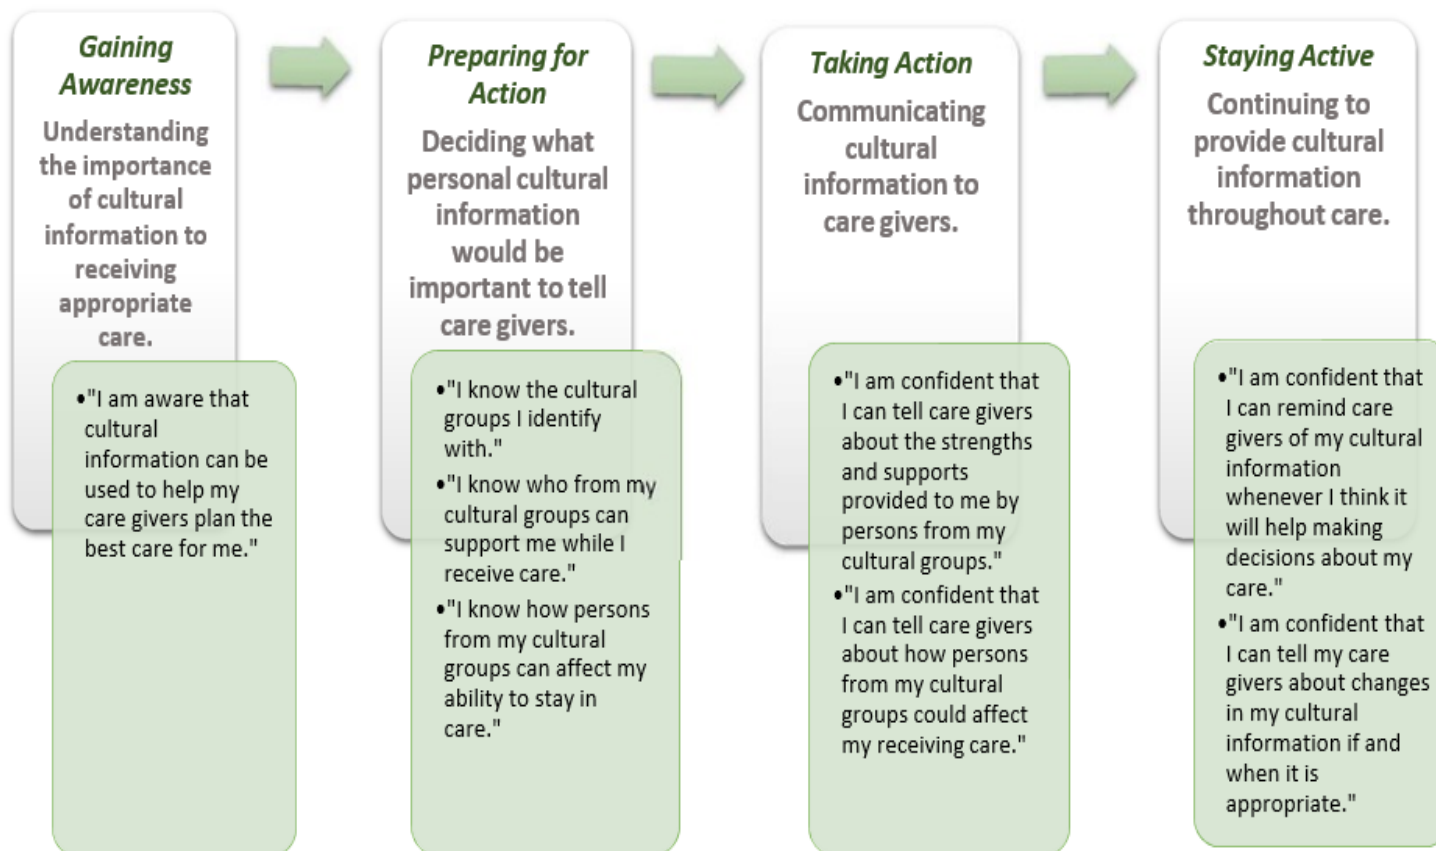 Gaining
Awareness
Understanding
the importance
of cultural
information to
receiving
appropriate
care.
•"I am aware that
cultural
information can be
used to help my
care givers plan the
best care for me."
Preparing for
Action
Deciding what
personal cultural
information
would be
important to tell
care givers.
•"I know the cultural
groups I identify
with."
•"I know who from my
cultural groups can
support me while I
receive care."
•"I know how persons
from my cultural
groups can affect my
ability to stay in
care."
Taking Action
Communicating
cultural
information to
care givers.
•"I am confident that
I can tell care givers
about the strengths
and supports
provided to me by
persons from my
cultural groups."
•"I am confident that
I can tell care givers
about how persons
from my cultural
groups could affect
my receiving care."
Staying Active
Continuing to
provide cultural
information
throughout care.
•"I am confident that
I can remind care
givers of my cultural
information
whenever I think it
will help making
decisions about my
care."
•"I am confident that
I can tell my care
givers about changes
in my cultural
information if and
when it is
appropriate."